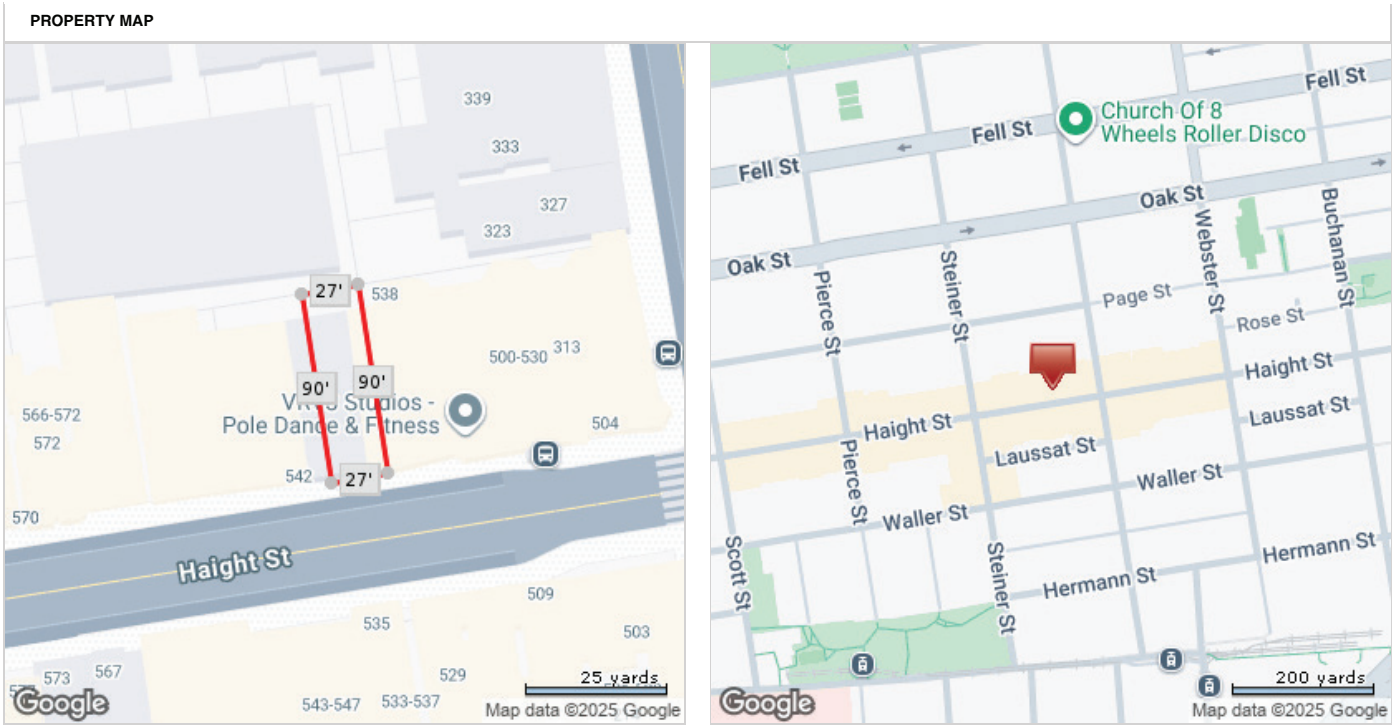 PROPERTY MAP
339
333
327
323
27'
538
500-530
313
90'
90'
Studios -
Pole Dance & Fitness
566-572
572
504
542
27'
570
Haight St
509
535
503
529
573
567
543-547
533-537
25 yards
Google
Map data ©2025 Google
Fell St
Church Of 8
Wheels Roller Disco
Fell St
Fell St
Oak St
Oak St
Buchanan St
Webster St
Steiner St
Pierce St
Page St
Rose St
Haight St
Haight St
Laussat St
Laussat St
Pierce St
Waller St
Waller St
Scott St
Steiner St
Hermann St
Hermann St
200 yards
Google
Map data ©2025 Google